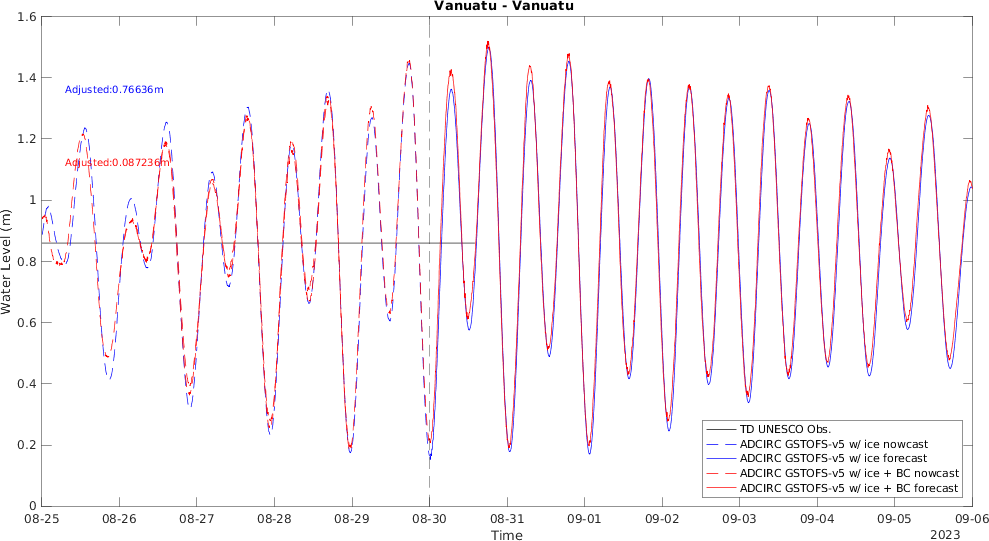 Vanuatu - Vanuatu
1.6
1.4
1.2
1
0.8
0.6
0.4
0.2
0
Water Level (m)
Adjusted:0.76636m
Adjusted:0.087236m
TD UNESCO Obs.
ADCIRC GSTOFS-v5 w/ ice nowcast
ADCIRC GSTOFS-v5 w/ ice forecast
ADCIRC GSTOFS-v5 w/ ice + BC nowcast
ADCIRC GSTOFS-v5 w/ ice + BC forecast
08-25 08-26 08-27 08-28 08-29 08-30 08-31 09-01 09-02 09-03 09-04 09-05 09-06
Time
2023